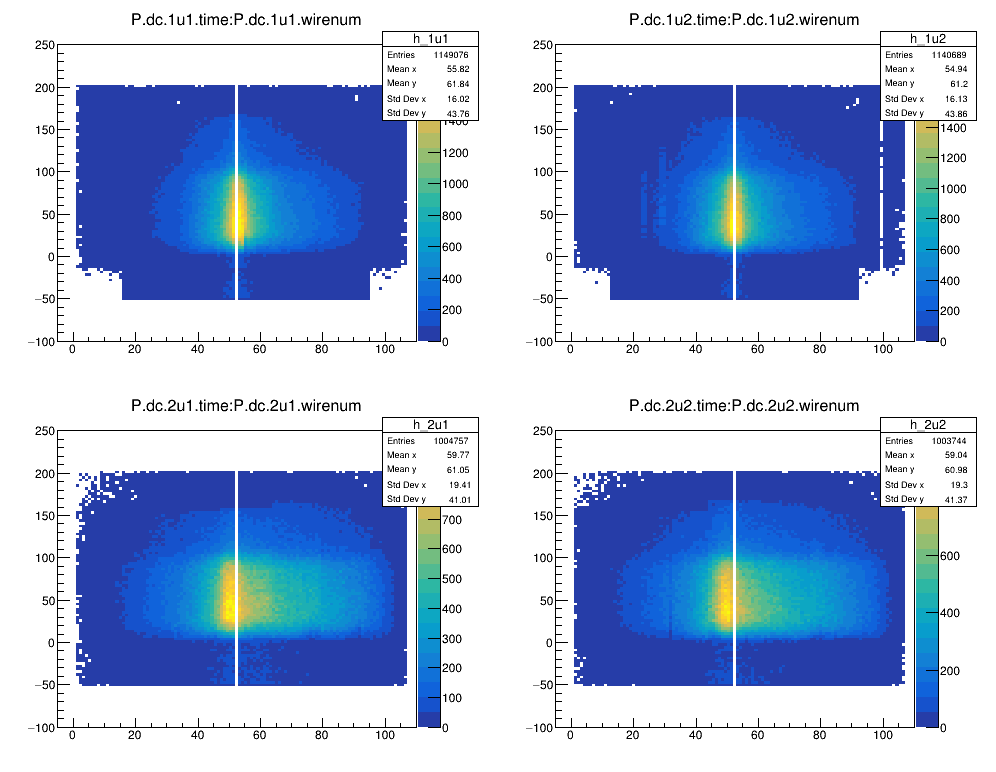 P.dc.1u1.time:P.dc.1u1.wirenum
h_1u1
Entries 1149076
Mean x 55.82
Mean y 61.84
Std Dev x 16.02
Std Dev y 43.76
250
200
150
100
50
0
−50
−100
0 20 40 60 80 100
1400
1200
1000
800
600
400
200
0
P.dc.1u2.time:P.dc.1u2.wirenum
h_1u2
Entries 1140689
Mean x 54.94
Mean y 61.2
Std Dev x 16.13
Std Dev y 43.86
250
200
150
100
50
0
−50
−100
0 20 40 60 80 100
1400
1200
1000
800
600
400
200
0
P.dc.2u1.time:P.dc.2u1.wirenum
h_2u1
Entries 1004757
Mean x 59.77
Mean y 61.05
Std Dev x 19.41
Std Dev y 41.01
250
200
150
100
50
0
−50
−100
0 20 40 60 80 100
700
600
500
400
300
200
100
0
P.dc.2u2.time:P.dc.2u2.wirenum
h_2u2
Entries 1003744
Mean x 59.04
Mean y 60.98
Std Dev x 19.3
Std Dev y 41.37
250
200
150
100
50
0
−50
−100
0 20 40 60 80 100
600
400
200
0